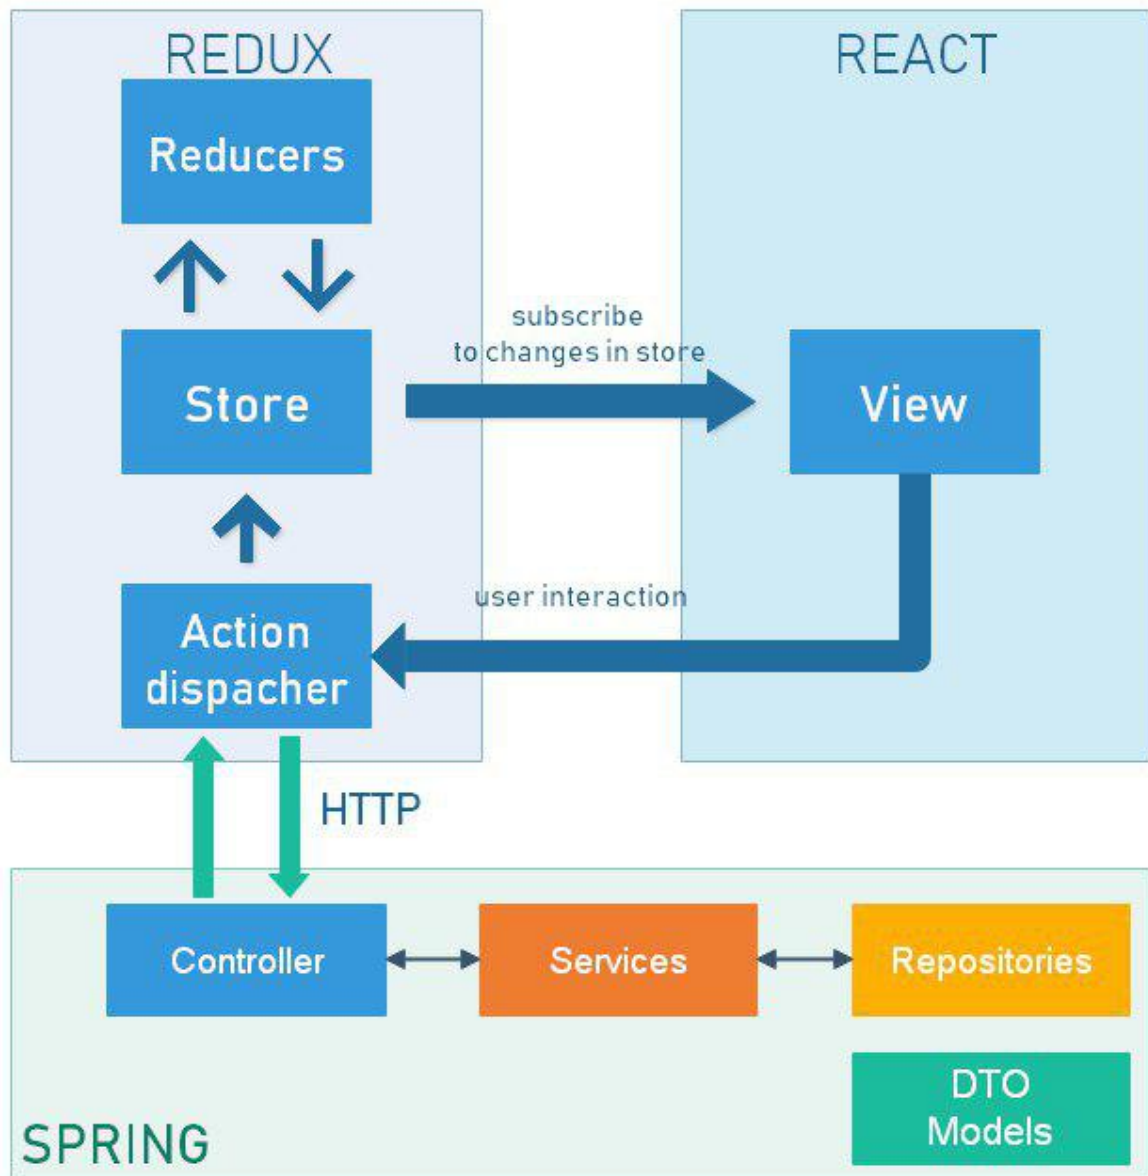 REDUX
REACT
Reducers
subscribe
to changes in store
Store
View
user interaction
Action
dispacher
HTTP
Controller
Services
Repositories
DTO
Models
SPRING